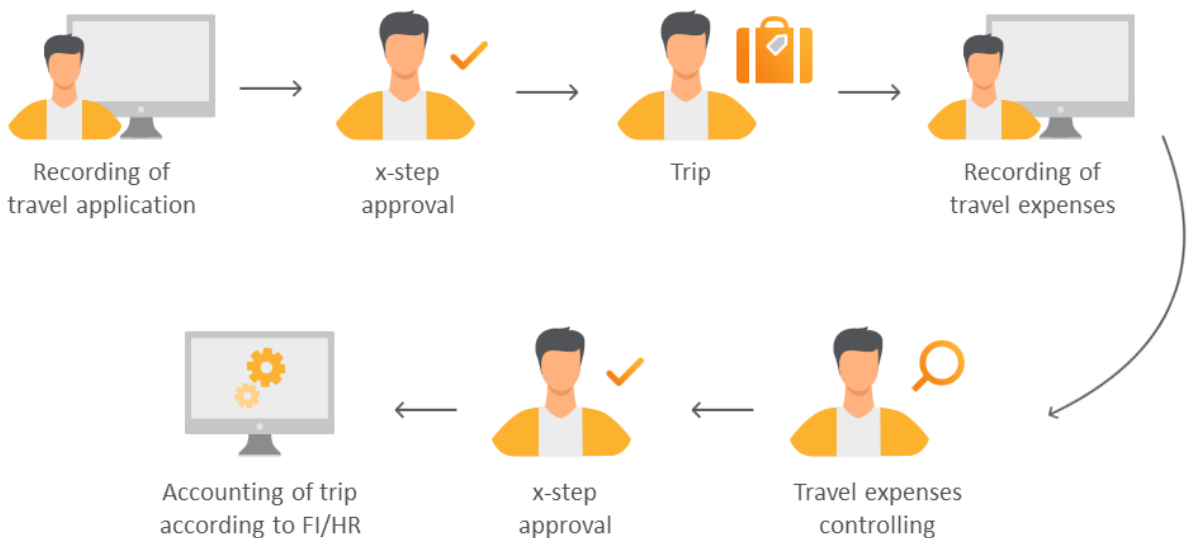 Recording of
travel application
x-step
approval
Trip
Recording of
travel expenses
Accounting of trip
according to FI/HR
x-step
approval
Travel expenses
controlling